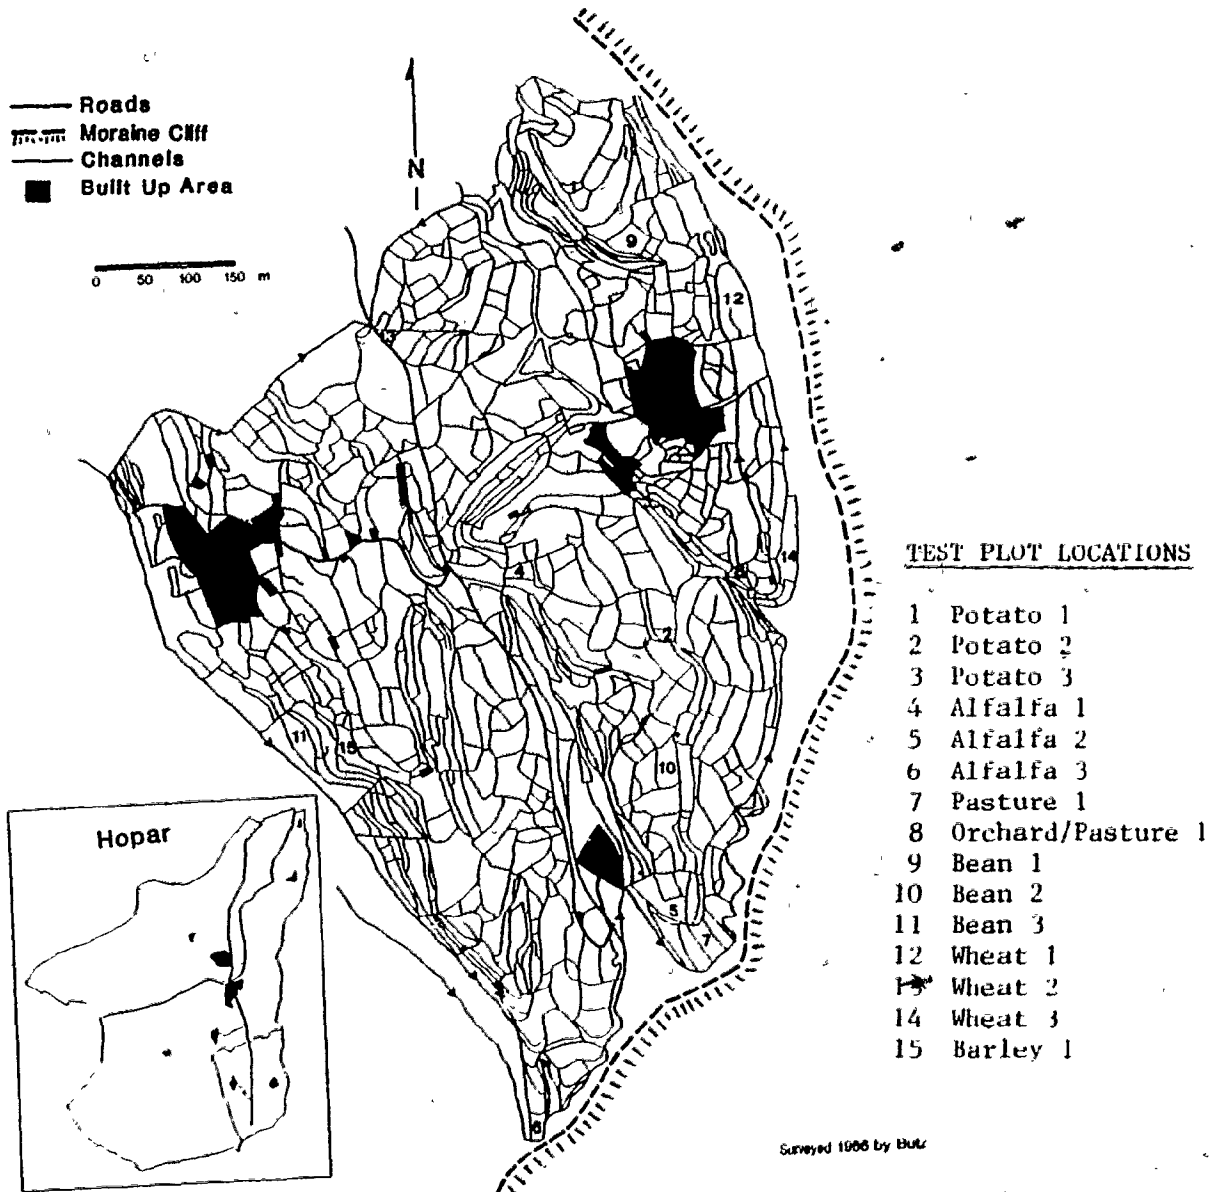 Roads
Moraine Cliff
Channels
Built Up Area
N
0 50 100 150 m
9
12
13
4
14
8
2
11
15
10
5
7
6
Hopar
TEST PLOT LOCATIONS
1 Potato 1
2 Potato 2
3 Potato 3
4 Alfalfa 1
5 Alfalfa 2
6 Alfalfa 3
7 Pasture 1
8 Orchard/Pasture 1
9 Bean 1
10 Bean 2
11 Bean 3
12 Wheat 1
13 Wheat 2
14 Wheat 3
15 Barley 1
Surveyed 1986 by Butz